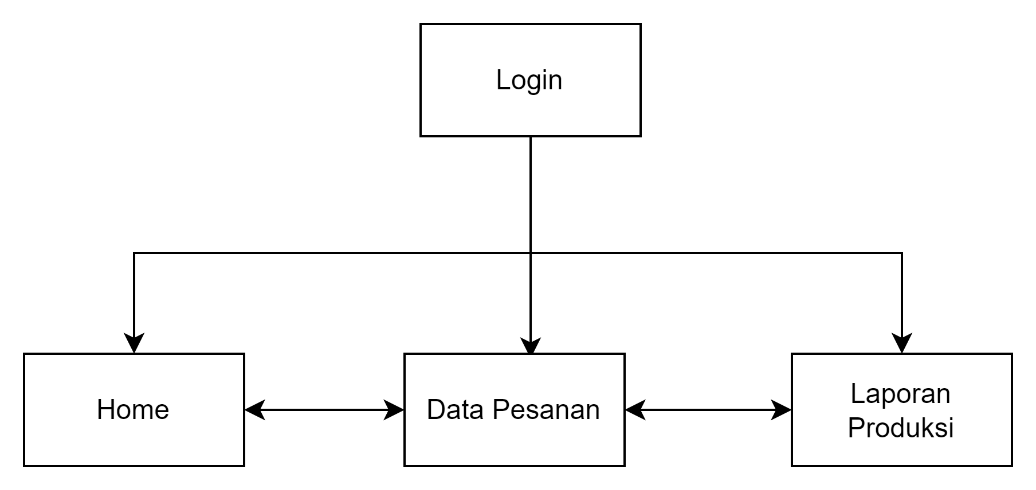 Login
Home
Data Pesanan
Laporan
Produksi